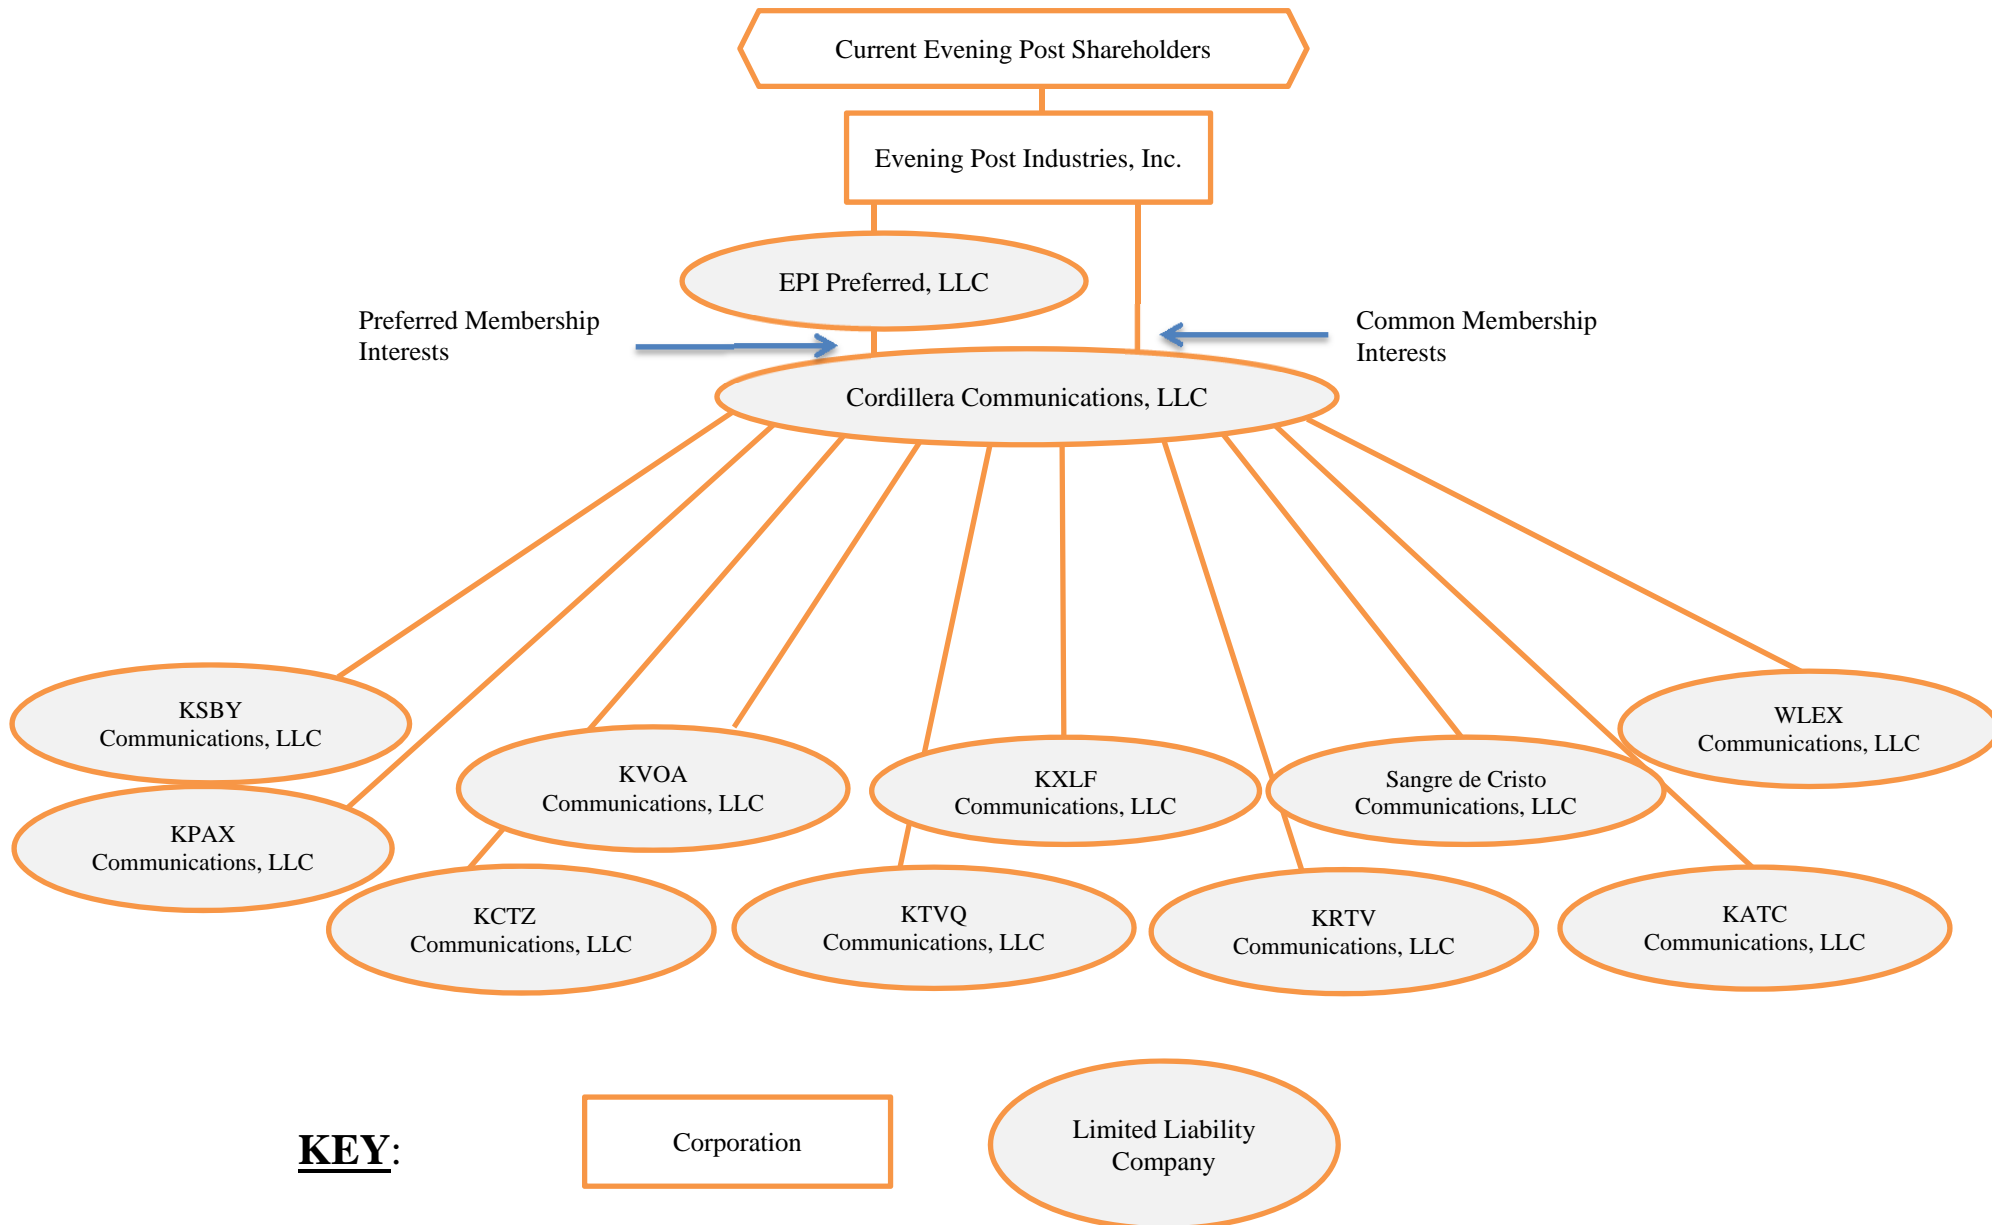 Current Evening Post Shareholders
Evening Post Industries, Inc.
EPI Preferred, LLC
Preferred Membership
Interests
Common Membership
Interests
Cordillera Communications, LLC
KSBY
Communications, LLC
WLEX
Communications, LLC
KVOA
Communications, LLC
KXLF
Communications, LLC
Sangre de Cristo
Communications, LLC
KPAX
Communications, LLC
KCTZ
Communications, LLC
KTVQ
Communications, LLC
KRTV
Communications, LLC
KATC
Communications, LLC
KEY:
Corporation
Limited Liability
Company